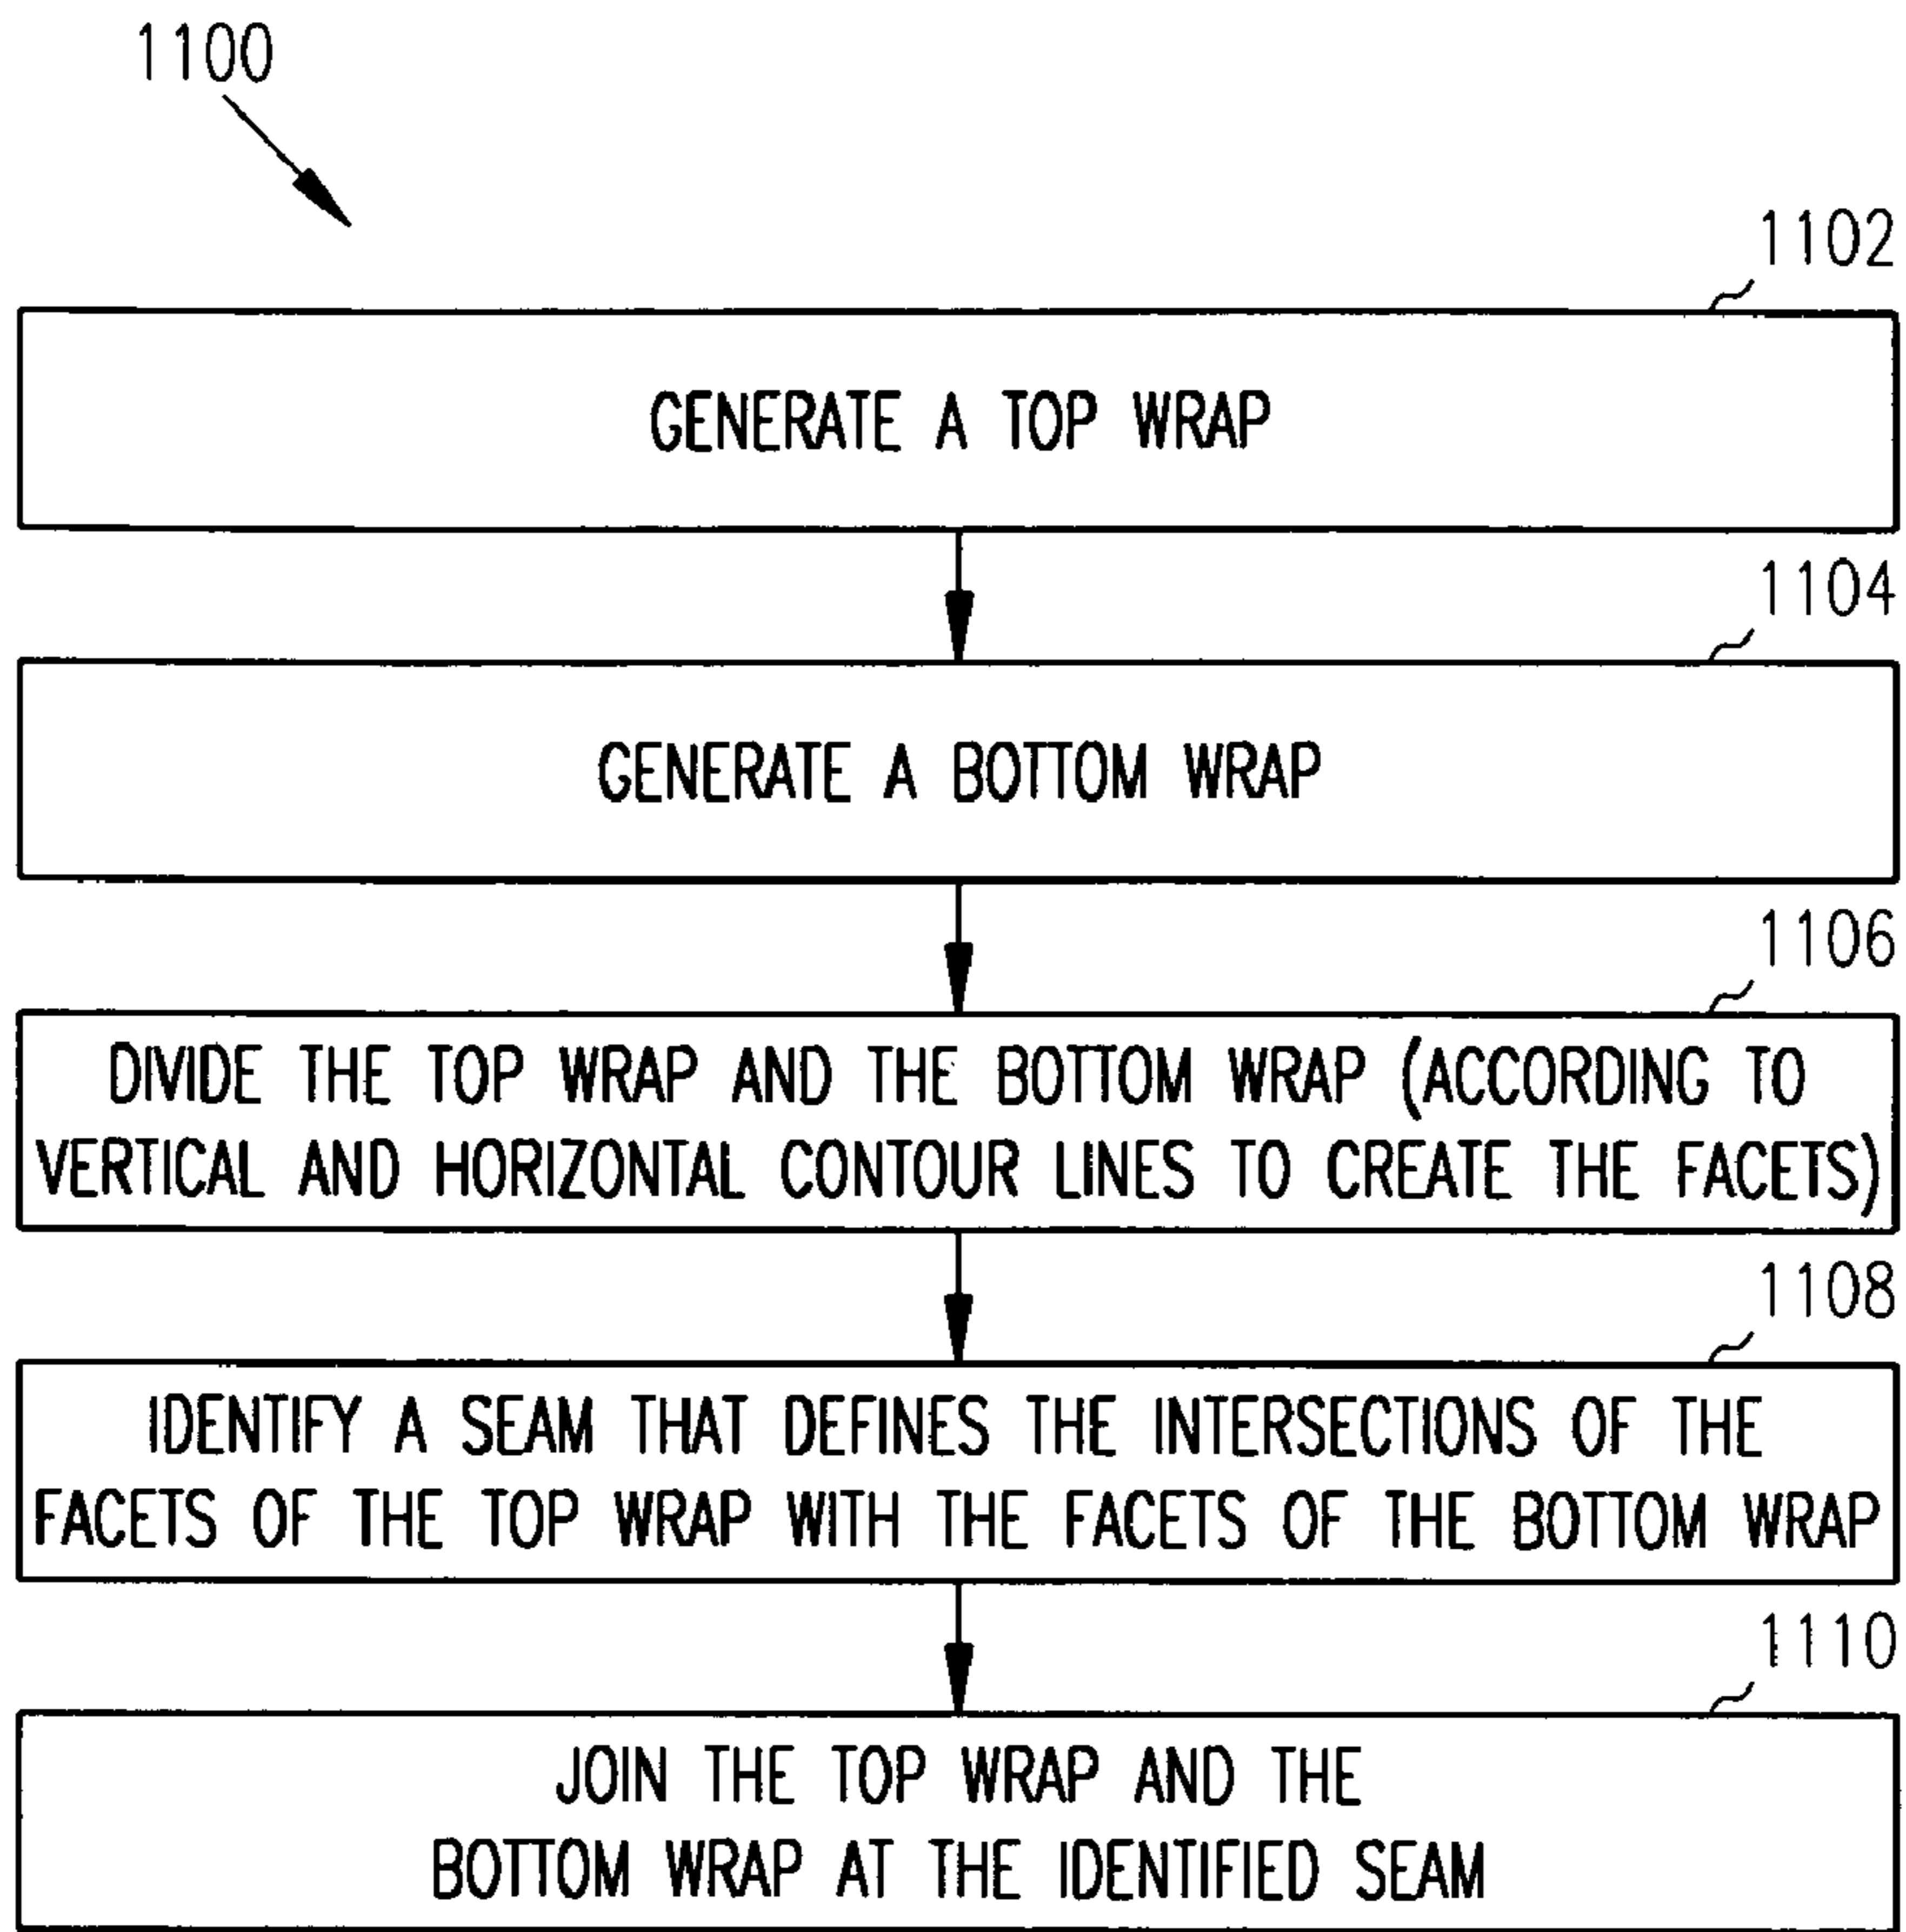 1100
1102
GENERATE A TOP WRAP
1104
GENERATE A BOTTOM WRAP
1106
DIVIDE THE TOP WRAP AND THE BOTTOM WRAP (ACCORDING TO
VERTICAL AND HORIZONTAL CONTOUR LINES TO CREATE THE FACETS)
1108
IDENTIFY A SEAM THAT DEFINES THE INTERSECTIONS OF THE
FACETS OF THE TOP WRAP WITH THE FACETS OF THE BOTTOM WRAP
1110
JOIN THE TOP WRAP AND THE
BOTTOM WRAP AT THE IDENTIFIED SEAM